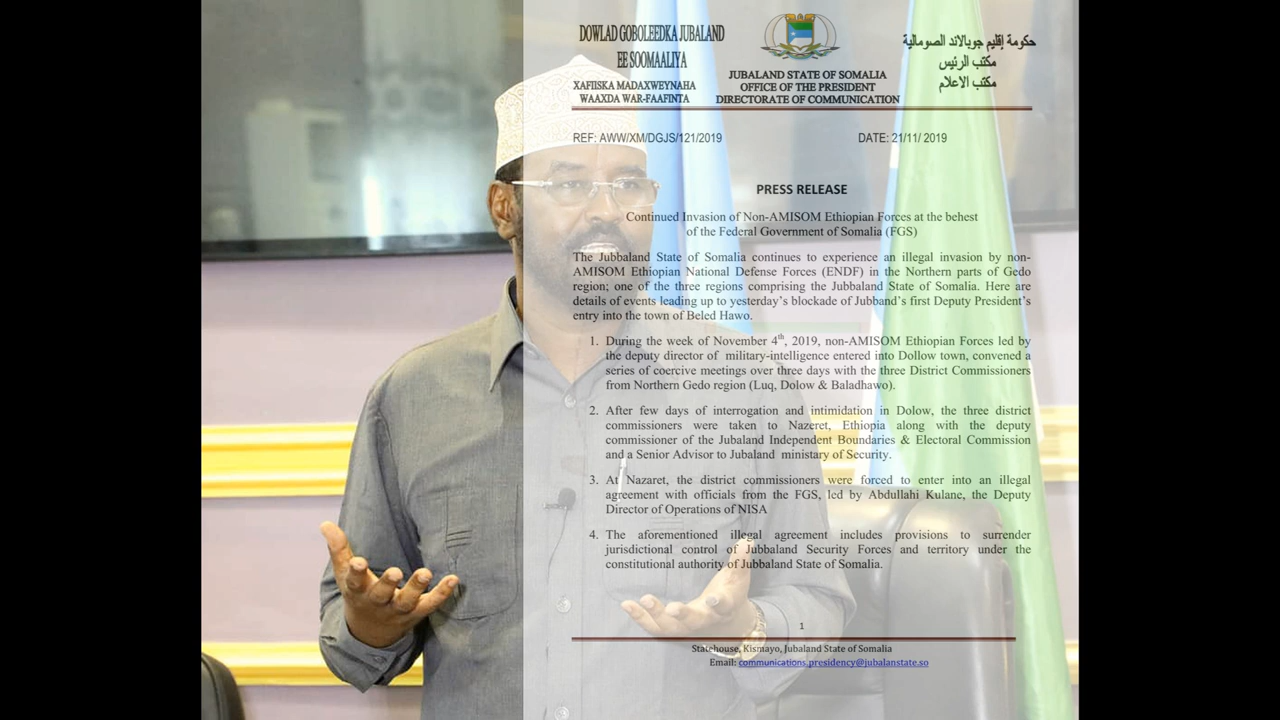 DOWLAD GOBOLEEDKA JUBALAND
EE SOOMAALIYA
XAFIISKA MADAXWEYNAHA
WAAXDA WAR-FAAFINTA
JUBALAND STATE OF SOMALIA
OFFICE OF THE PRESIDENT
DIRECTORATE OF COMMUNICATION
حكومة إقليم جوبالاند الصومالية
مكتب الرئيس
مكتب الاعلام
REF: AWW/XM/DGJS/121/2019
DATE: 21/11/ 2019
PRESS RELEASE
Continued Invasion of Non-AMISOM Ethiopian Forces at the behest
of the Federal Government of Somalia (FGS)
The Jubbaland State of Somalia continues to experience an illegal invasion by non-
AMISOM Ethiopian National Defense Forces (ENDF) in the Northern parts of Gedo
region; one of the three regions comprising the Jubbaland State of Somalia. Here are
details of events leading up to yesterday's blockade of Jubband's first Deputy President's
entry into the town of Beled Hawo.
1. During the week of November 4th, 2019, non-AMISOM Ethiopian Forces led by
the deputy director of military-intelligence entered into Dollow town, convened a
series of coercive meetings over three days with the three District Commissioners
from Northern Gedo region (Luq, Dolow & Baladhawo).
2. After few days of interrogation and intimidation in Dolow, the three district
commissioners were taken to Nazeret, Ethiopia along with the deputy
commissioner of the Jubaland Independent Boundaries & Electoral Commission
and a Senior Advisor to Jubaland ministary of Security.
3. At Nazaret, the district commissioners were forced to enter into an illegal
agreement with officials from the FGS, led by Abdullahi Kulane, the Deputy
Director of Operations of NISA
4. The aforementioned illegal agreement includes provisions to surrender
jurisdictional control of Jubbaland Security Forces and territory under the
constitutional authority of Jubbaland State of Somalia.
1
Statehouse, Kismayo, Jubaland State of Somalia
Email: communications.presidency@jubalanstate.so